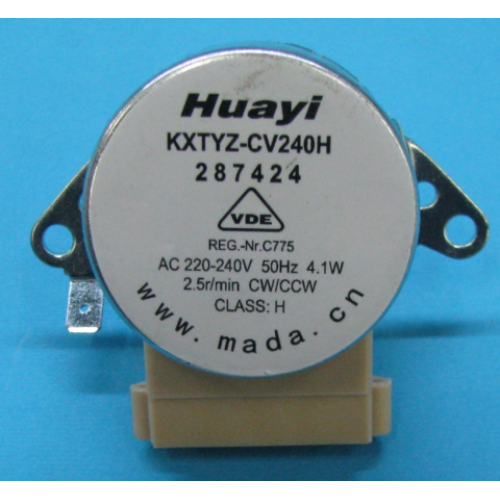 Huayi
KXTYZ-CV240H
287424
VDE
REG.-Nr.C775
AC 220-240V 50Hz 4.1W
2.5r/min CW/CCW
CLASS: H
www.mada.cn